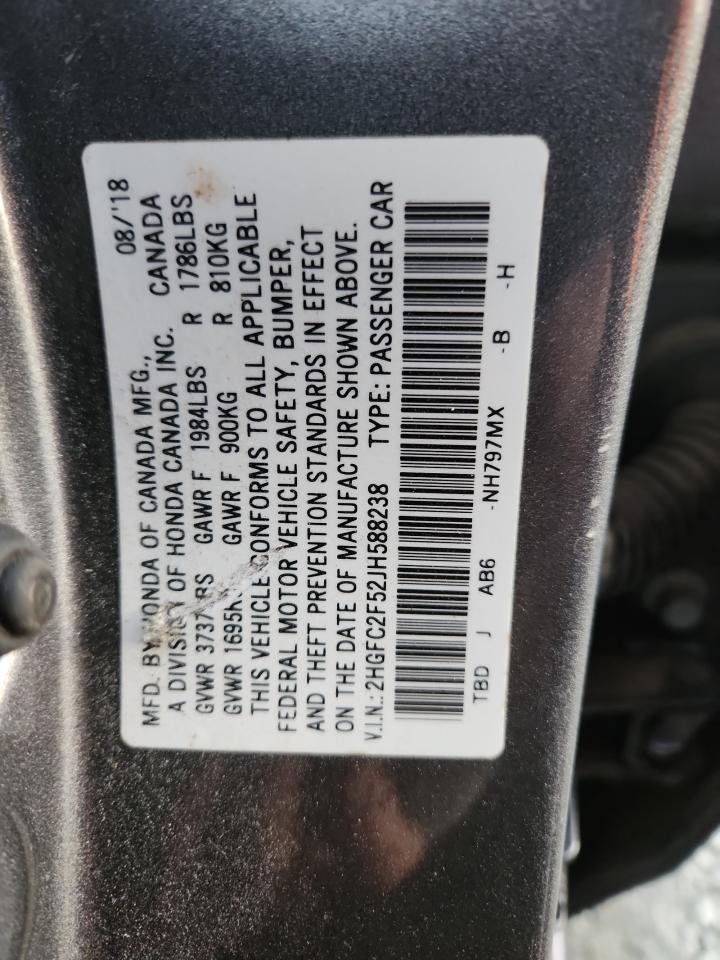 MFD. BY HONDA OF CANADA MFG., 08/'18
A DIVISION OF HONDA CANADA INC. CANADA
GVWR 3737LBS GAWR F 1984LBS R 1786LBS
GVWR 1695KG GAWR F 900KG R 810KG
THIS VEHICLE CONFORMS TO ALL APPLICABLE
FEDERAL MOTOR VEHICLE SAFETY, BUMPER,
AND THEFT PREVENTION STANDARDS IN EFFECT
ON THE DATE OF MANUFACTURE SHOWN ABOVE.
V.I.N.: 2HGFC2F52JH588238 TYPE: PASSENGER CAR
TBD J AB6 -NH797MX -B -H